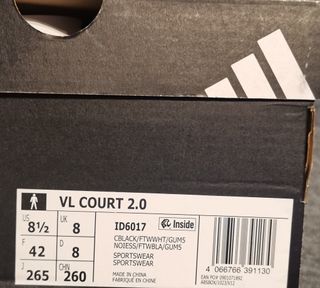 VL COURT 2.0
US 8½ UK 8
F 42 D 8
J 265 CHN 260
ID6017
Inside
CBLACK/FTWWHT/GUM5
NOIESS/FTWBLA/GUM5
SPORTSWEAR
SPORTSWEAR
MADE IN CHINA
FABRIQUÉ EN CHINE
4 066766 391130